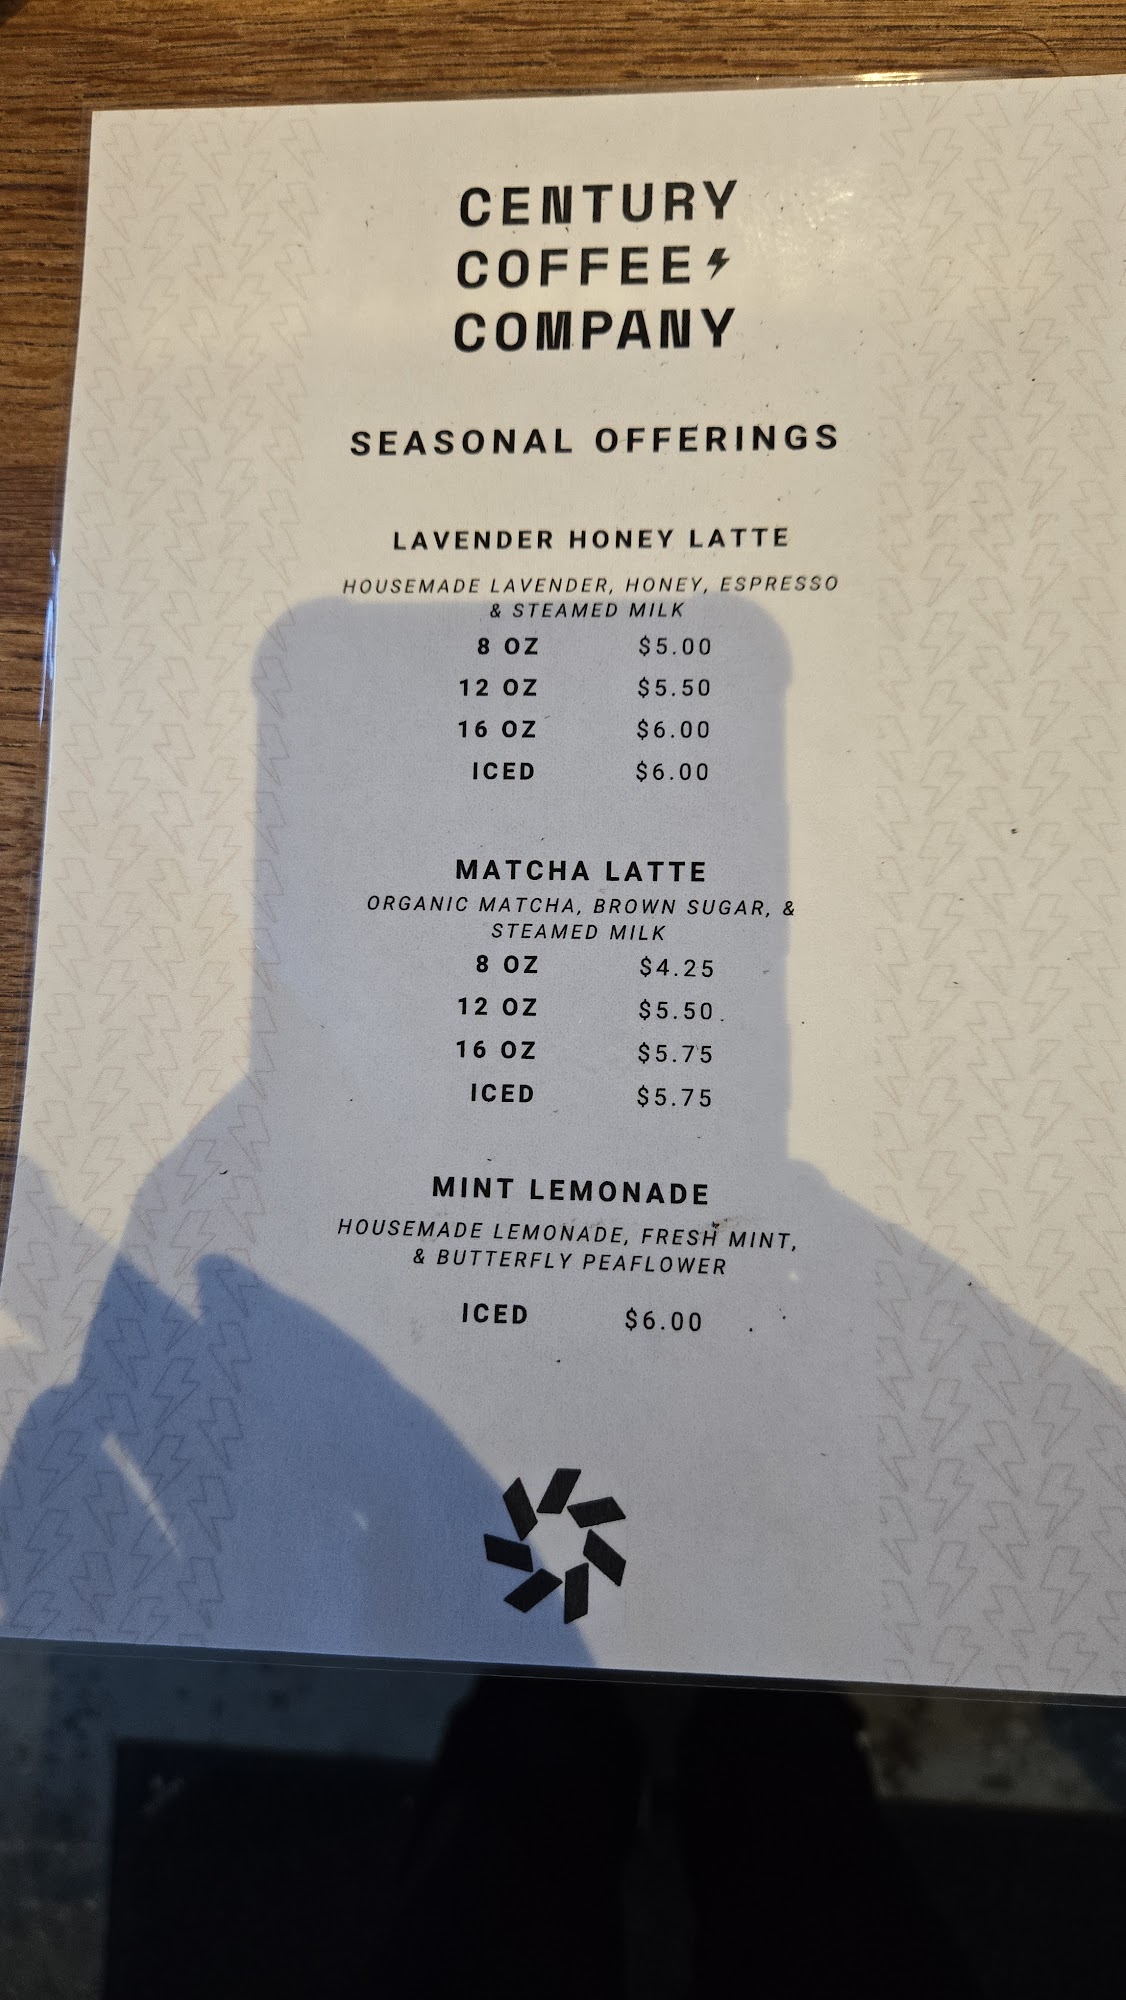 CENTURY
COFFEE
COMPANY
SEASONAL OFFERINGS
LAVENDER HONEY LATTE
HOUSEMADE LAVENDER, HONEY, ESPRESSO
& STEAMED MILK
8 OZ $5.00
12 OZ $5.50
16 OZ $6.00
ICED $6.00
MATCHA LATTE
ORGANIC MATCHA, BROWN SUGAR, &
STEAMED MILK
8 OZ $4.25
12 OZ $5.50
16 OZ $5.75
ICED $5.75
MINT LEMONADE
HOUSEMADE LEMONADE, FRESH MINT,
& BUTTERFLY PEAFLOWER
ICED $6.00